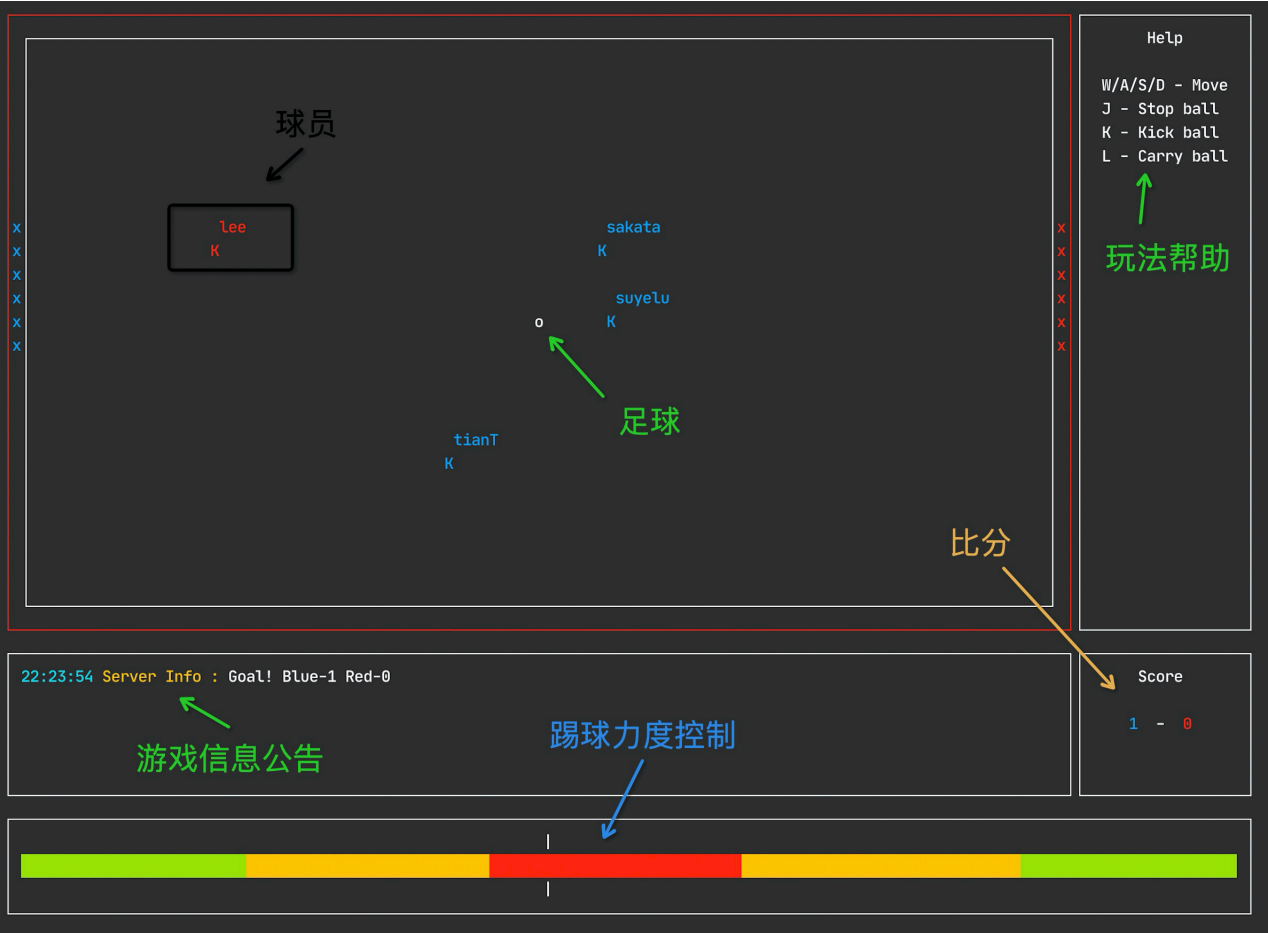 Help
W/A/S/D - Move
J - Stop ball
K - Kick ball
L - Carry ball
玩法帮助
球员
lee
K
sakata
K
suyelu
o K
足球
tianT
K
x x
x x
x x
x x
x x
x x
比分
22:23:54 Server Info : Goal! Blue-1 Red-0
游戏信息公告
踢球力度控制
Score
1 - 0